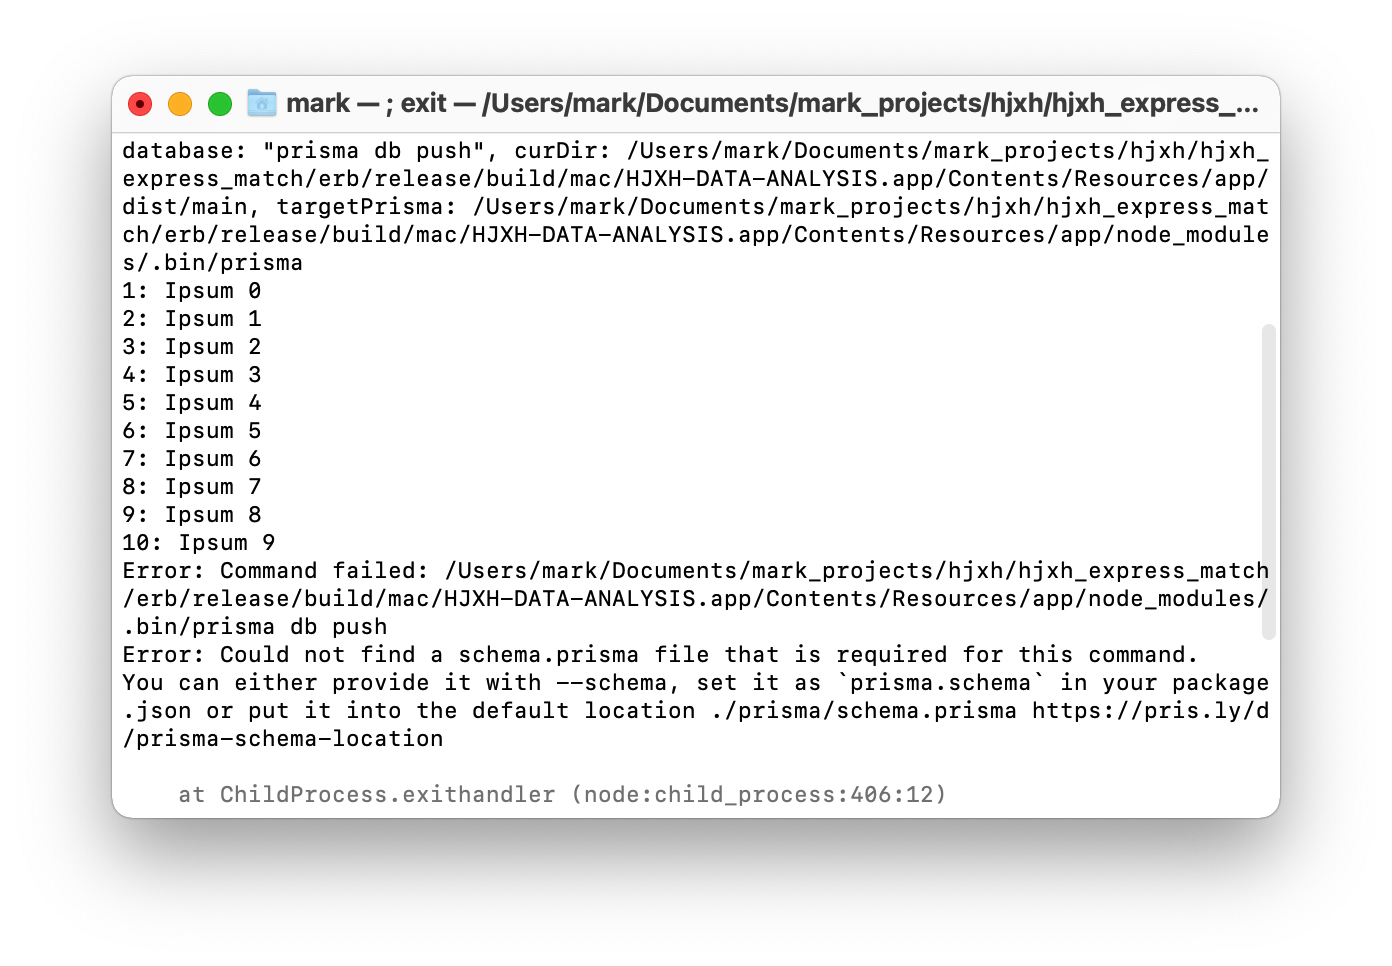 mark — ; exit — /Users/mark/Documents/mark_projects/hjxh/hjxh_express_...
database: "prisma db push", curDir: /Users/mark/Documents/mark_projects/hjxh/hjxh_
express_match/erb/release/build/mac/HJXH-DATA-ANALYSIS.app/Contents/Resources/app/
dist/main, targetPrisma: /Users/mark/Documents/mark_projects/hjxh/hjxh_express_mat
ch/erb/release/build/mac/HJXH-DATA-ANALYSIS.app/Contents/Resources/app/node_module
s/.bin/prisma
1: Ipsum 0
2: Ipsum 1
3: Ipsum 2
4: Ipsum 3
5: Ipsum 4
6: Ipsum 5
7: Ipsum 6
8: Ipsum 7
9: Ipsum 8
10: Ipsum 9
Error: Command failed: /Users/mark/Documents/mark_projects/hjxh/hjxh_express_match
/erb/release/build/mac/HJXH-DATA-ANALYSIS.app/Contents/Resources/app/node_modules/
.bin/prisma db push
Error: Could not find a schema.prisma file that is required for this command.
You can either provide it with --schema, set it as `prisma.schema` in your package
.json or put it into the default location ./prisma/schema.prisma https://pris.ly/d
/prisma-schema-location
at ChildProcess.exithandler (node:child_process:406:12)